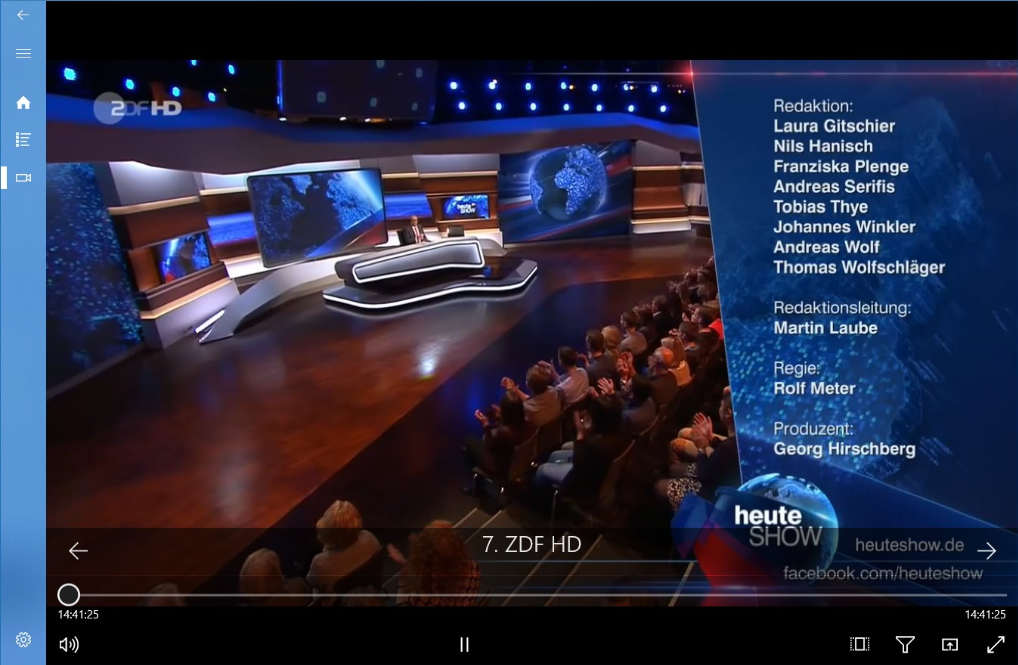 ZDF HD
Redaktion:
Laura Gitschier
Nils Hanisch
Franziska Plenge
Andreas Serifis
Tobias Thye
Johannes Winkler
Andreas Wolf
Thomas Wolfschläger
Redaktionsleitung:
Martin Laube
Regie:
Rolf Meter
Produzent:
Georg Hirschberg
heute
SHOW
heute
SHOW
7. ZDF HD
heuteshow.de
facebook.com/heuteshow
14:41:25
14:41:25